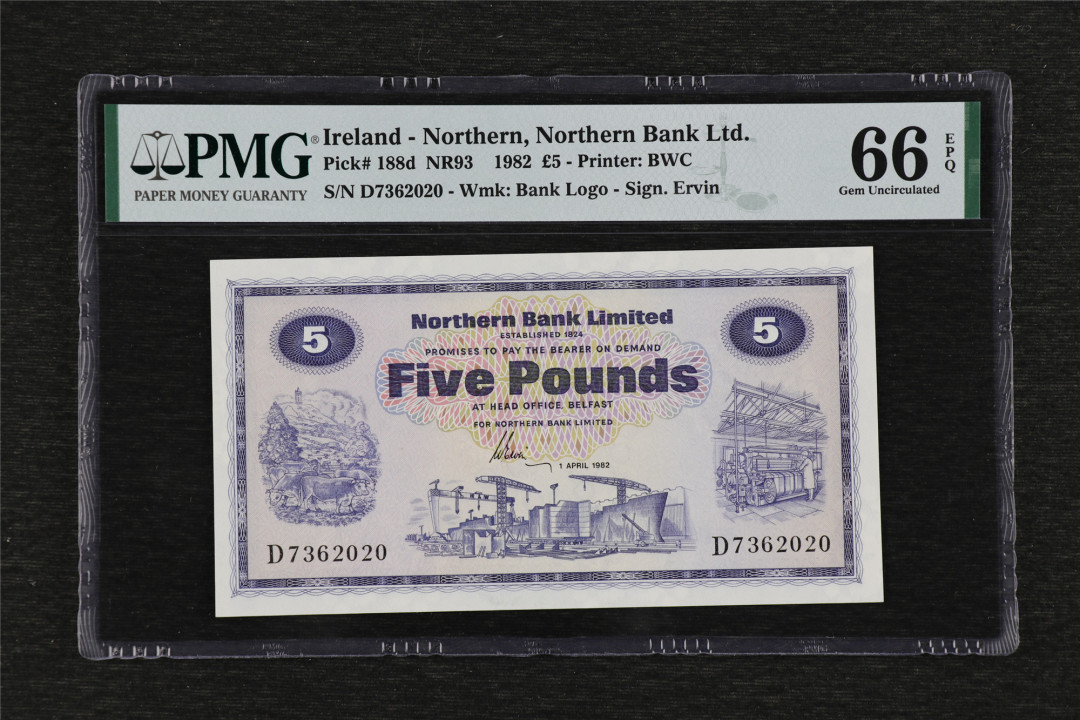 PMG®
PAPER MONEY GUARANTY
Ireland - Northern, Northern Bank Ltd.
Pick# 188d NR93 1982 £5 - Printer: BWC
S/N D7362020 - Wmk: Bank Logo - Sign. Ervin
66 EPQ
Gem Uncirculated
5
5
Northern Bank Limited
ESTABLISHED 1824
PROMISES TO PAY THE BEARER ON DEMAND
Five Pounds
AT HEAD OFFICE, BELFAST
FOR NORTHERN BANK LIMITED
1 APRIL 1982
D7362020
D7362020